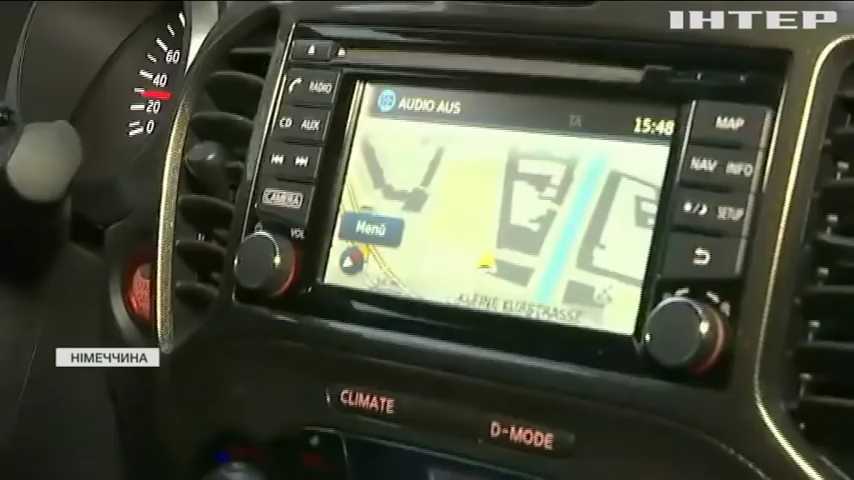 ІНТЕР
60
40
20
0
RADIO
CD AUX
CAMERA
VOL
AUDIO AUS
TA
15:48
Menü
KLEINE KURSTRASSE
MAP
NAV INFO
SETUP
НІМЕЧЧИНА
CLIMATE
D-MODE